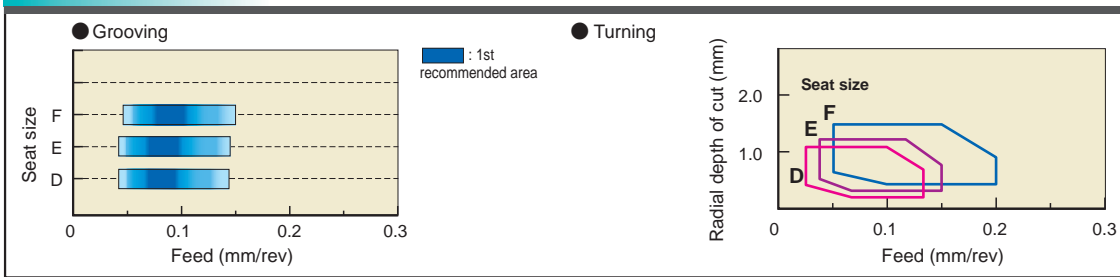 ● Grooving
: 1st
recommended area
Seat size
F
E
D
0
0.1
0.2
0.3
Feed (mm/rev)
● Turning
Radial depth of cut (mm)
2.0
1.0
Seat size
F
E
D
0
0.1
0.2
0.3
Feed (mm/rev)